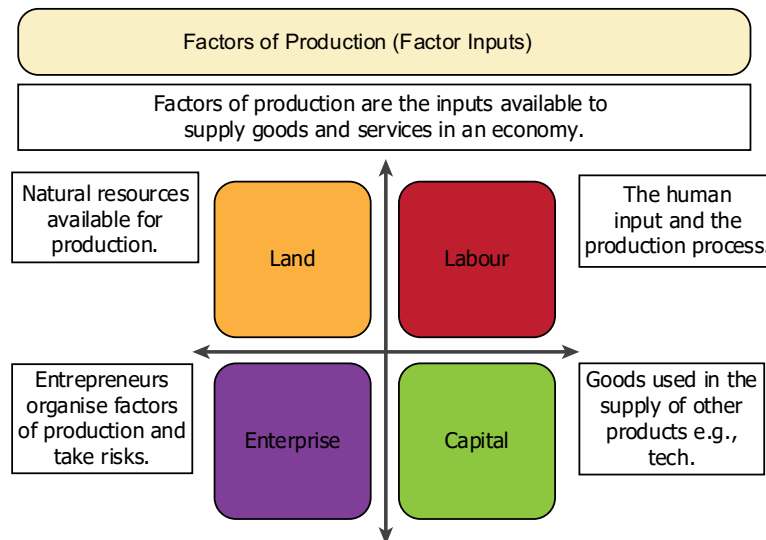 Factors of Production (Factor Inputs)
Factors of production are the inputs available to
supply goods and services in an economy.
Natural resources
available for
production.
Land
Labour
The human
input and the
production process.
Entrepreneurs
organise factors
of production and
take risks.
Enterprise
Capital
Goods used in the
supply of other
products e.g.,
tech.